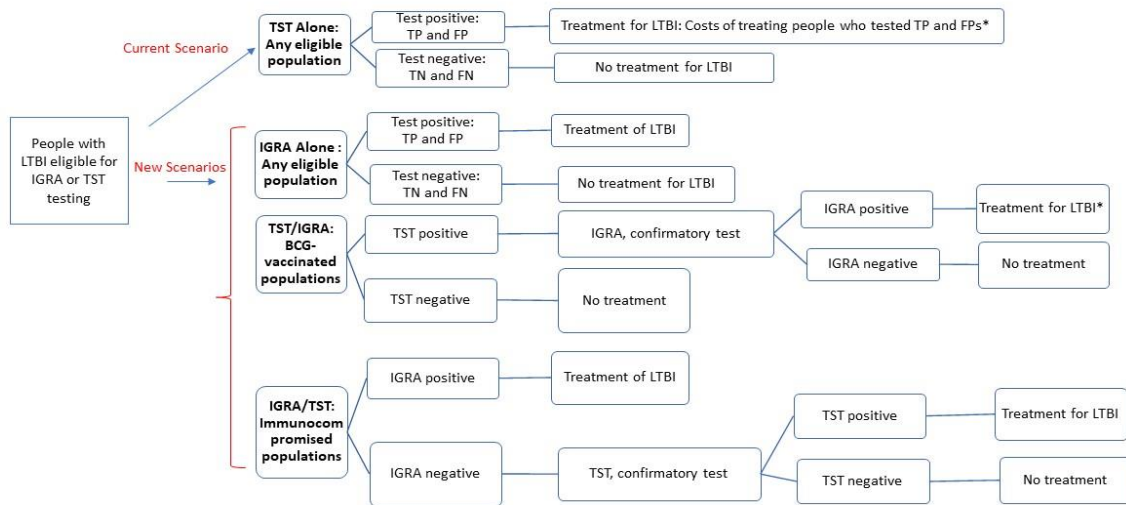 Current Scenario
TST Alone:
Any eligible
population
Test positive:
TP and FP
Treatment for LTBI: Costs of treating people who tested TP and FPs*
Test negative:
TN and FN
No treatment for LTBI
People with
LTBI eligible for
IGRA or TST
testing
New Scenarios
IGRA Alone :
Any eligible
population
Test positive:
TP and FP
Treatment of LTBI
Test negative:
TN and FN
No treatment for LTBI
TST/IGRA:
BCG-
vaccinated
populations
TST positive
IGRA, confirmatory test
IGRA positive
Treatment for LTBI*
IGRA negative
No treatment
TST negative
No treatment
IGRA/TST:
Immunocom
promised
populations
IGRA positive
Treatment of LTBI
IGRA negative
TST, confirmatory test
TST positive
Treatment for LTBI
TST negative
No treatment